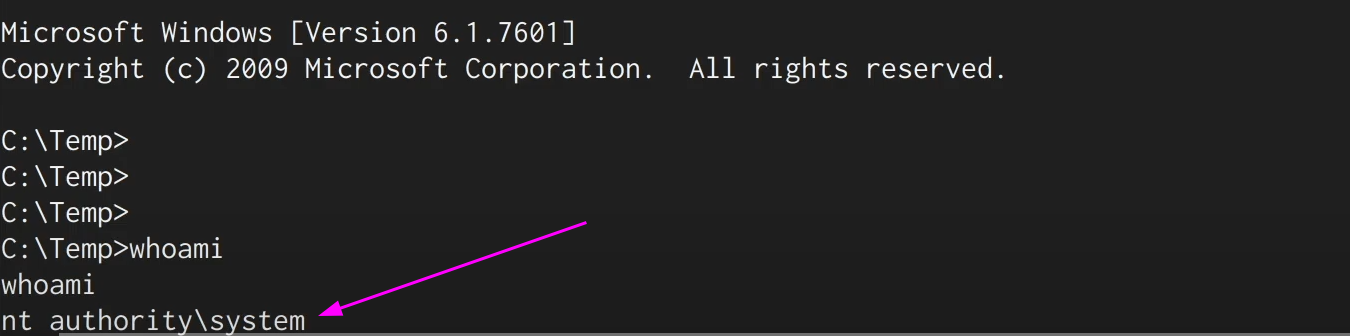 Microsoft Windows [Version 6.1.7601]
Copyright (c) 2009 Microsoft Corporation.  All rights reserved.
C:\Temp>
C:\Temp>
C:\Temp>
C:\Temp>whoami
whoami
nt authority\system